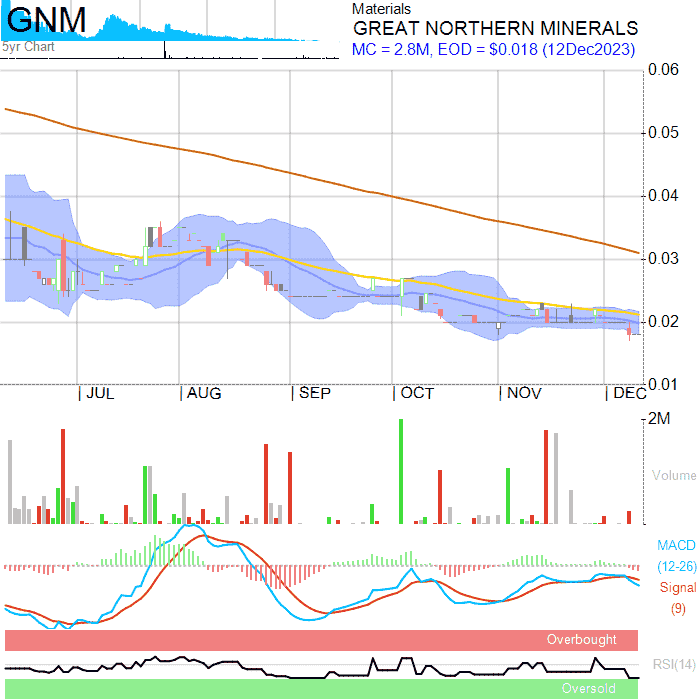 GNM
5yr Chart
Materials
GREAT NORTHERN MINERALS
MC = 2.8M, EOD = $0.018 (12Dec2023)
0.06
0.05
0.04
0.03
0.02
0.01
JUL
AUG
SEP
OCT
NOV
DEC
2M
Volume
MACD
(12-26)
Signal
(9)
Overbought
RSI(14)
Oversold